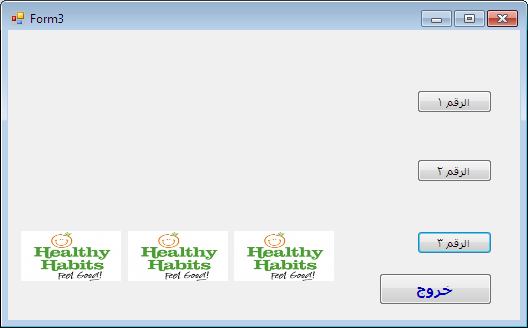 Form3
الرقم ١
الرقم ٢
الرقم ٣
Healthy
Habits
Feel Good!
Healthy
Habits
Feel Good!
Healthy
Habits
Feel Good!
خروج